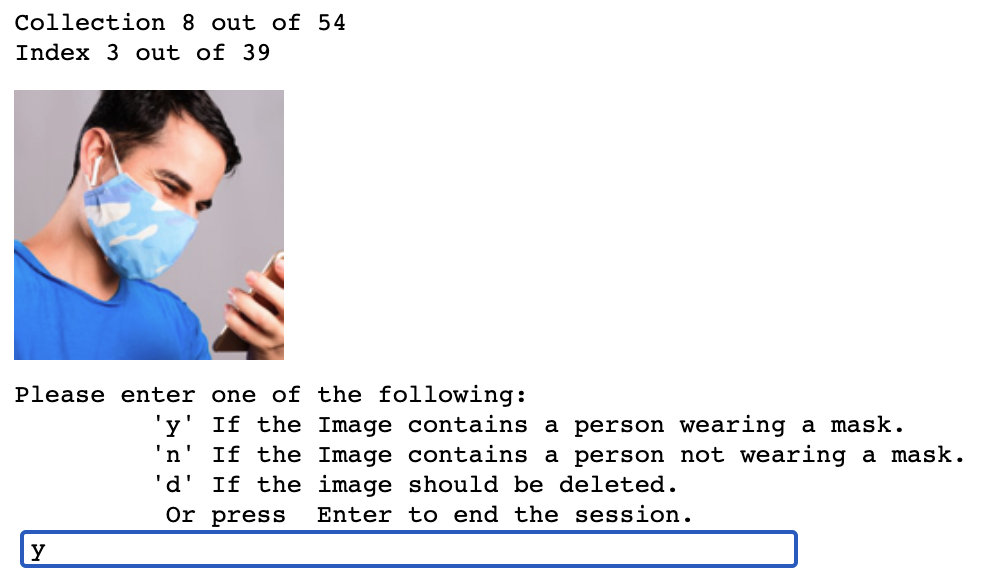 Collection 8 out of 54
Index 3 out of 39
Please enter one of the following:
'y' If the Image contains a person wearing a mask.
'n' If the Image contains a person not wearing a mask.
'd' If the image should be deleted.
Or press  Enter to end the session.
y